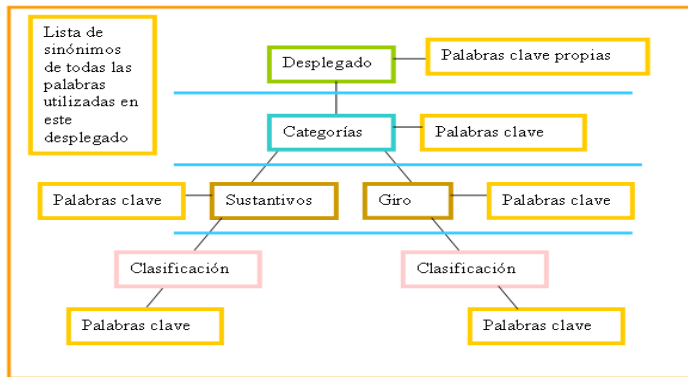 Lista de
sinónimos
de todas las
palabras
utilizadas en
este
desplegado
Desplegado
Palabras clave propias
Categorías
Palabras clave
Palabras clave
Sustantivos
Giro
Palabras clave
Clasificación
Clasificación
Palabras clave
Palabras clave